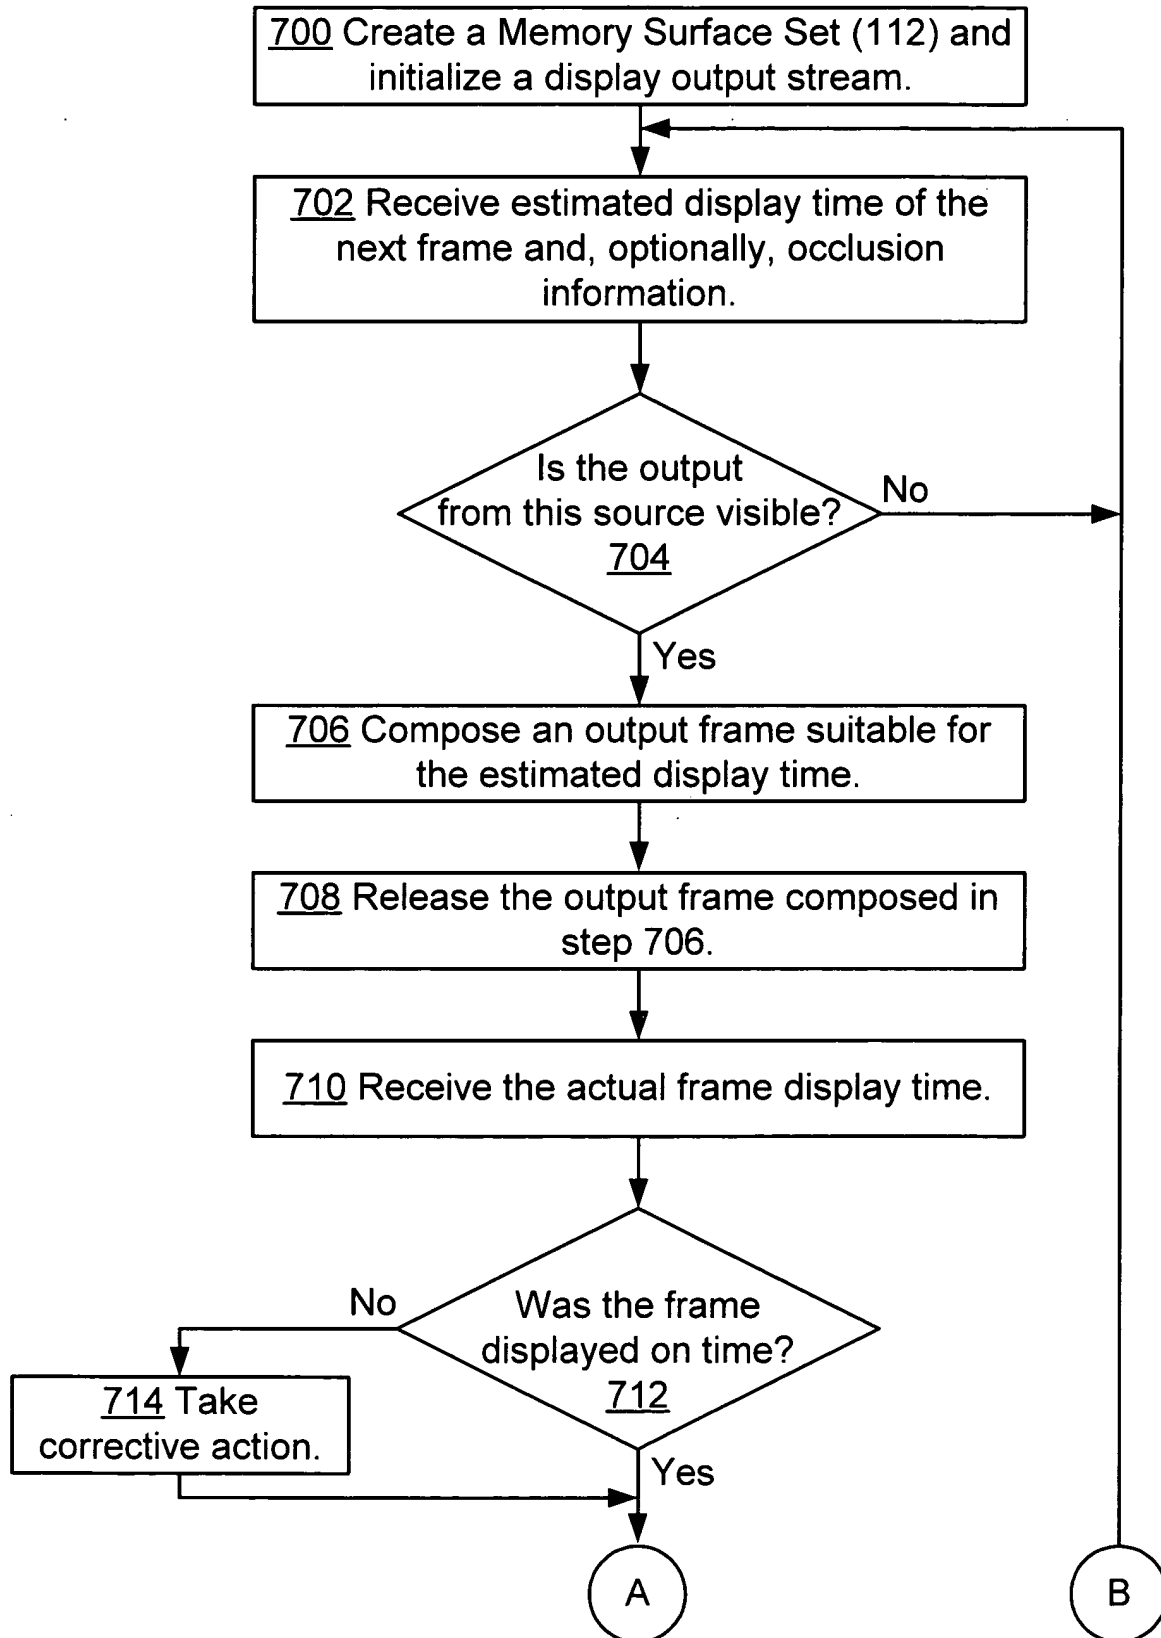 700 Create a Memory Surface Set (112) and
initialize a display output stream.
702 Receive estimated display time of the
next frame and, optionally, occlusion
information.
Is the output
from this source visible?
704
No
Yes
706 Compose an output frame suitable for
the estimated display time.
708 Release the output frame composed in
step 706.
710 Receive the actual frame display time.
No
Was the frame
displayed on time?
712
714 Take
corrective action.
Yes
A
B